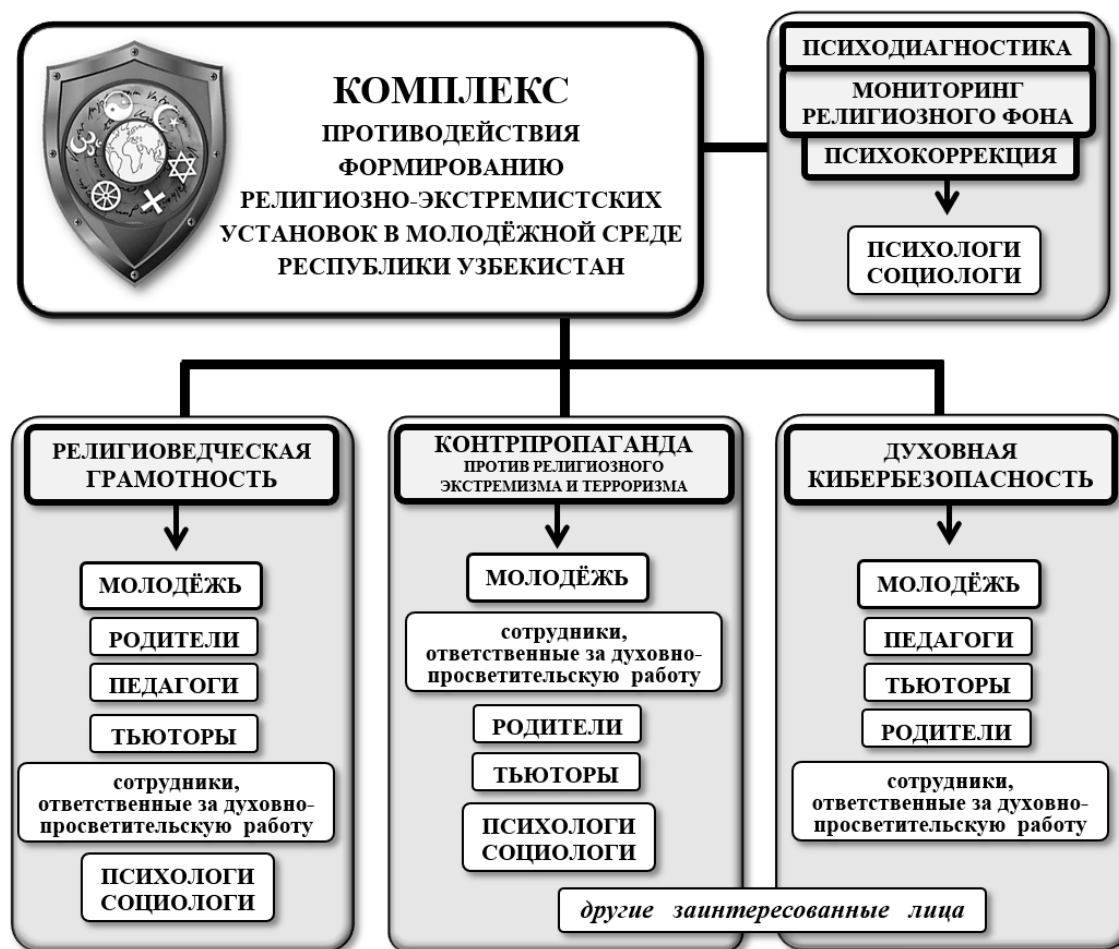 КОМПЛЕКС
ПРОТИВОДЕЙСТВИЯ
ФОРМИРОВАНИЮ
РЕЛИГИОЗНО-ЭКСТРЕМИСТСКИХ
УСТАНОВОК В МОЛОДЁЖНОЙ СРЕДЕ
РЕСПУБЛИКИ УЗБЕКИСТАН
ПСИХОДИАГНОСТИКА
МОНИТОРИНГ
РЕЛИГИОЗНОГО ФОНА
ПСИХОКОРРЕКЦИЯ
ПСИХОЛОГИ
СОЦИОЛОГИ
РЕЛИГИОВЕДЧЕСКАЯ
ГРАМОТНОСТЬ
МОЛОДЁЖЬ
РОДИТЕЛИ
ПЕДАГОГИ
ТЬЮТОРЫ
сотрудники,
ответственные за духовно-
просветительскую работу
ПСИХОЛОГИ
СОЦИОЛОГИ
КОНТРПРОПАГАНДА
ПРОТИВ РЕЛИГИОЗНОГО
ЭКСТРЕМИЗМА И ТЕРРОРИЗМА
МОЛОДЁЖЬ
сотрудники,
ответственные за духовно-
просветительскую работу
РОДИТЕЛИ
ТЬЮТОРЫ
ПСИХОЛОГИ
СОЦИОЛОГИ
ДУХОВНАЯ
КИБЕРБЕЗОПАСНОСТЬ
МОЛОДЁЖЬ
ПЕДАГОГИ
ТЬЮТОРЫ
РОДИТЕЛИ
сотрудники,
ответственные за духовно-
просветительскую работу
другие заинтересованные лица